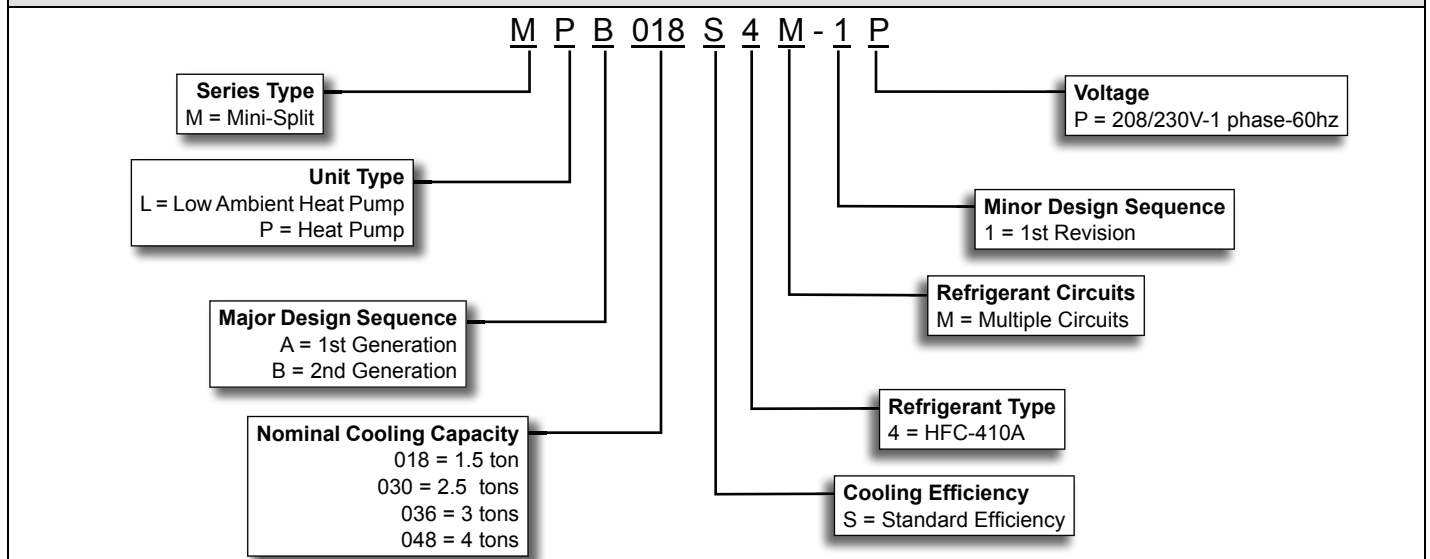 M P B 018 S 4 M - 1 P
Series Type
M = Mini-Split
Unit Type
L = Low Ambient Heat Pump
P = Heat Pump
Major Design Sequence
A = 1st Generation
B = 2nd Generation
Nominal Cooling Capacity
018 = 1.5 ton
030 = 2.5 tons
036 = 3 tons
048 = 4 tons
Voltage
P = 208/230V-1 phase-60hz
Minor Design Sequence
1 = 1st Revision
Refrigerant Circuits
M = Multiple Circuits
Refrigerant Type
4 = HFC-410A
Cooling Efficiency
S = Standard Efficiency